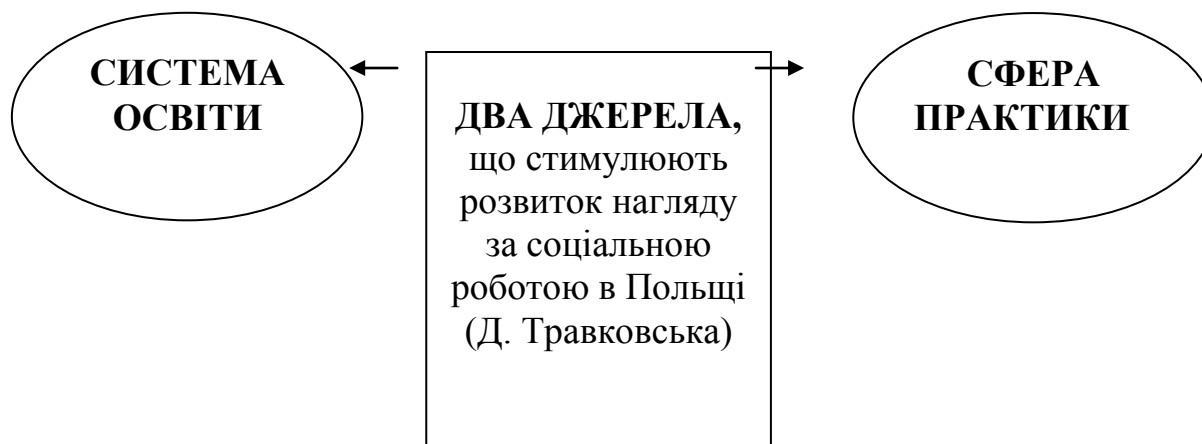 СИСТЕМА
ОСВІТИ
ДВА ДЖЕРЕЛА,
що стимулюють
розвиток нагляду
за соціальною
роботою в Польщі
(Д. Травковська)
СФЕРА
ПРАКТИКИ